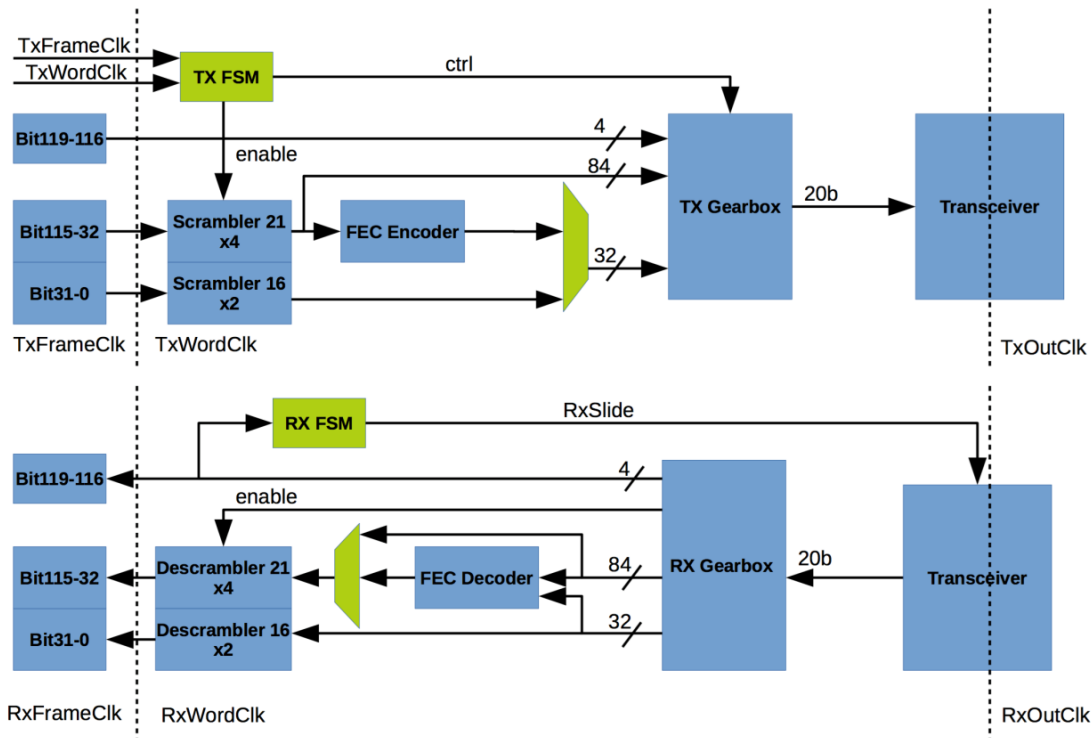 TxFrameClk
TxWordClk
TX FSM
ctrl
Bit119-116
4
enable
84
Bit115-32
Scrambler 21
x4
FEC Encoder
TX Gearbox
20b
Transceiver
32
Bit31-0
Scrambler 16
x2
TxFrameClk
TxWordClk
TxOutClk
RX FSM
RxSlide
Bit119-116
4
enable
Bit115-32
Descrambler 21
x4
FEC Decoder
84
RX Gearbox
20b
Transceiver
32
Bit31-0
Descrambler 16
x2
RxFrameClk
RxWordClk
RxOutClk